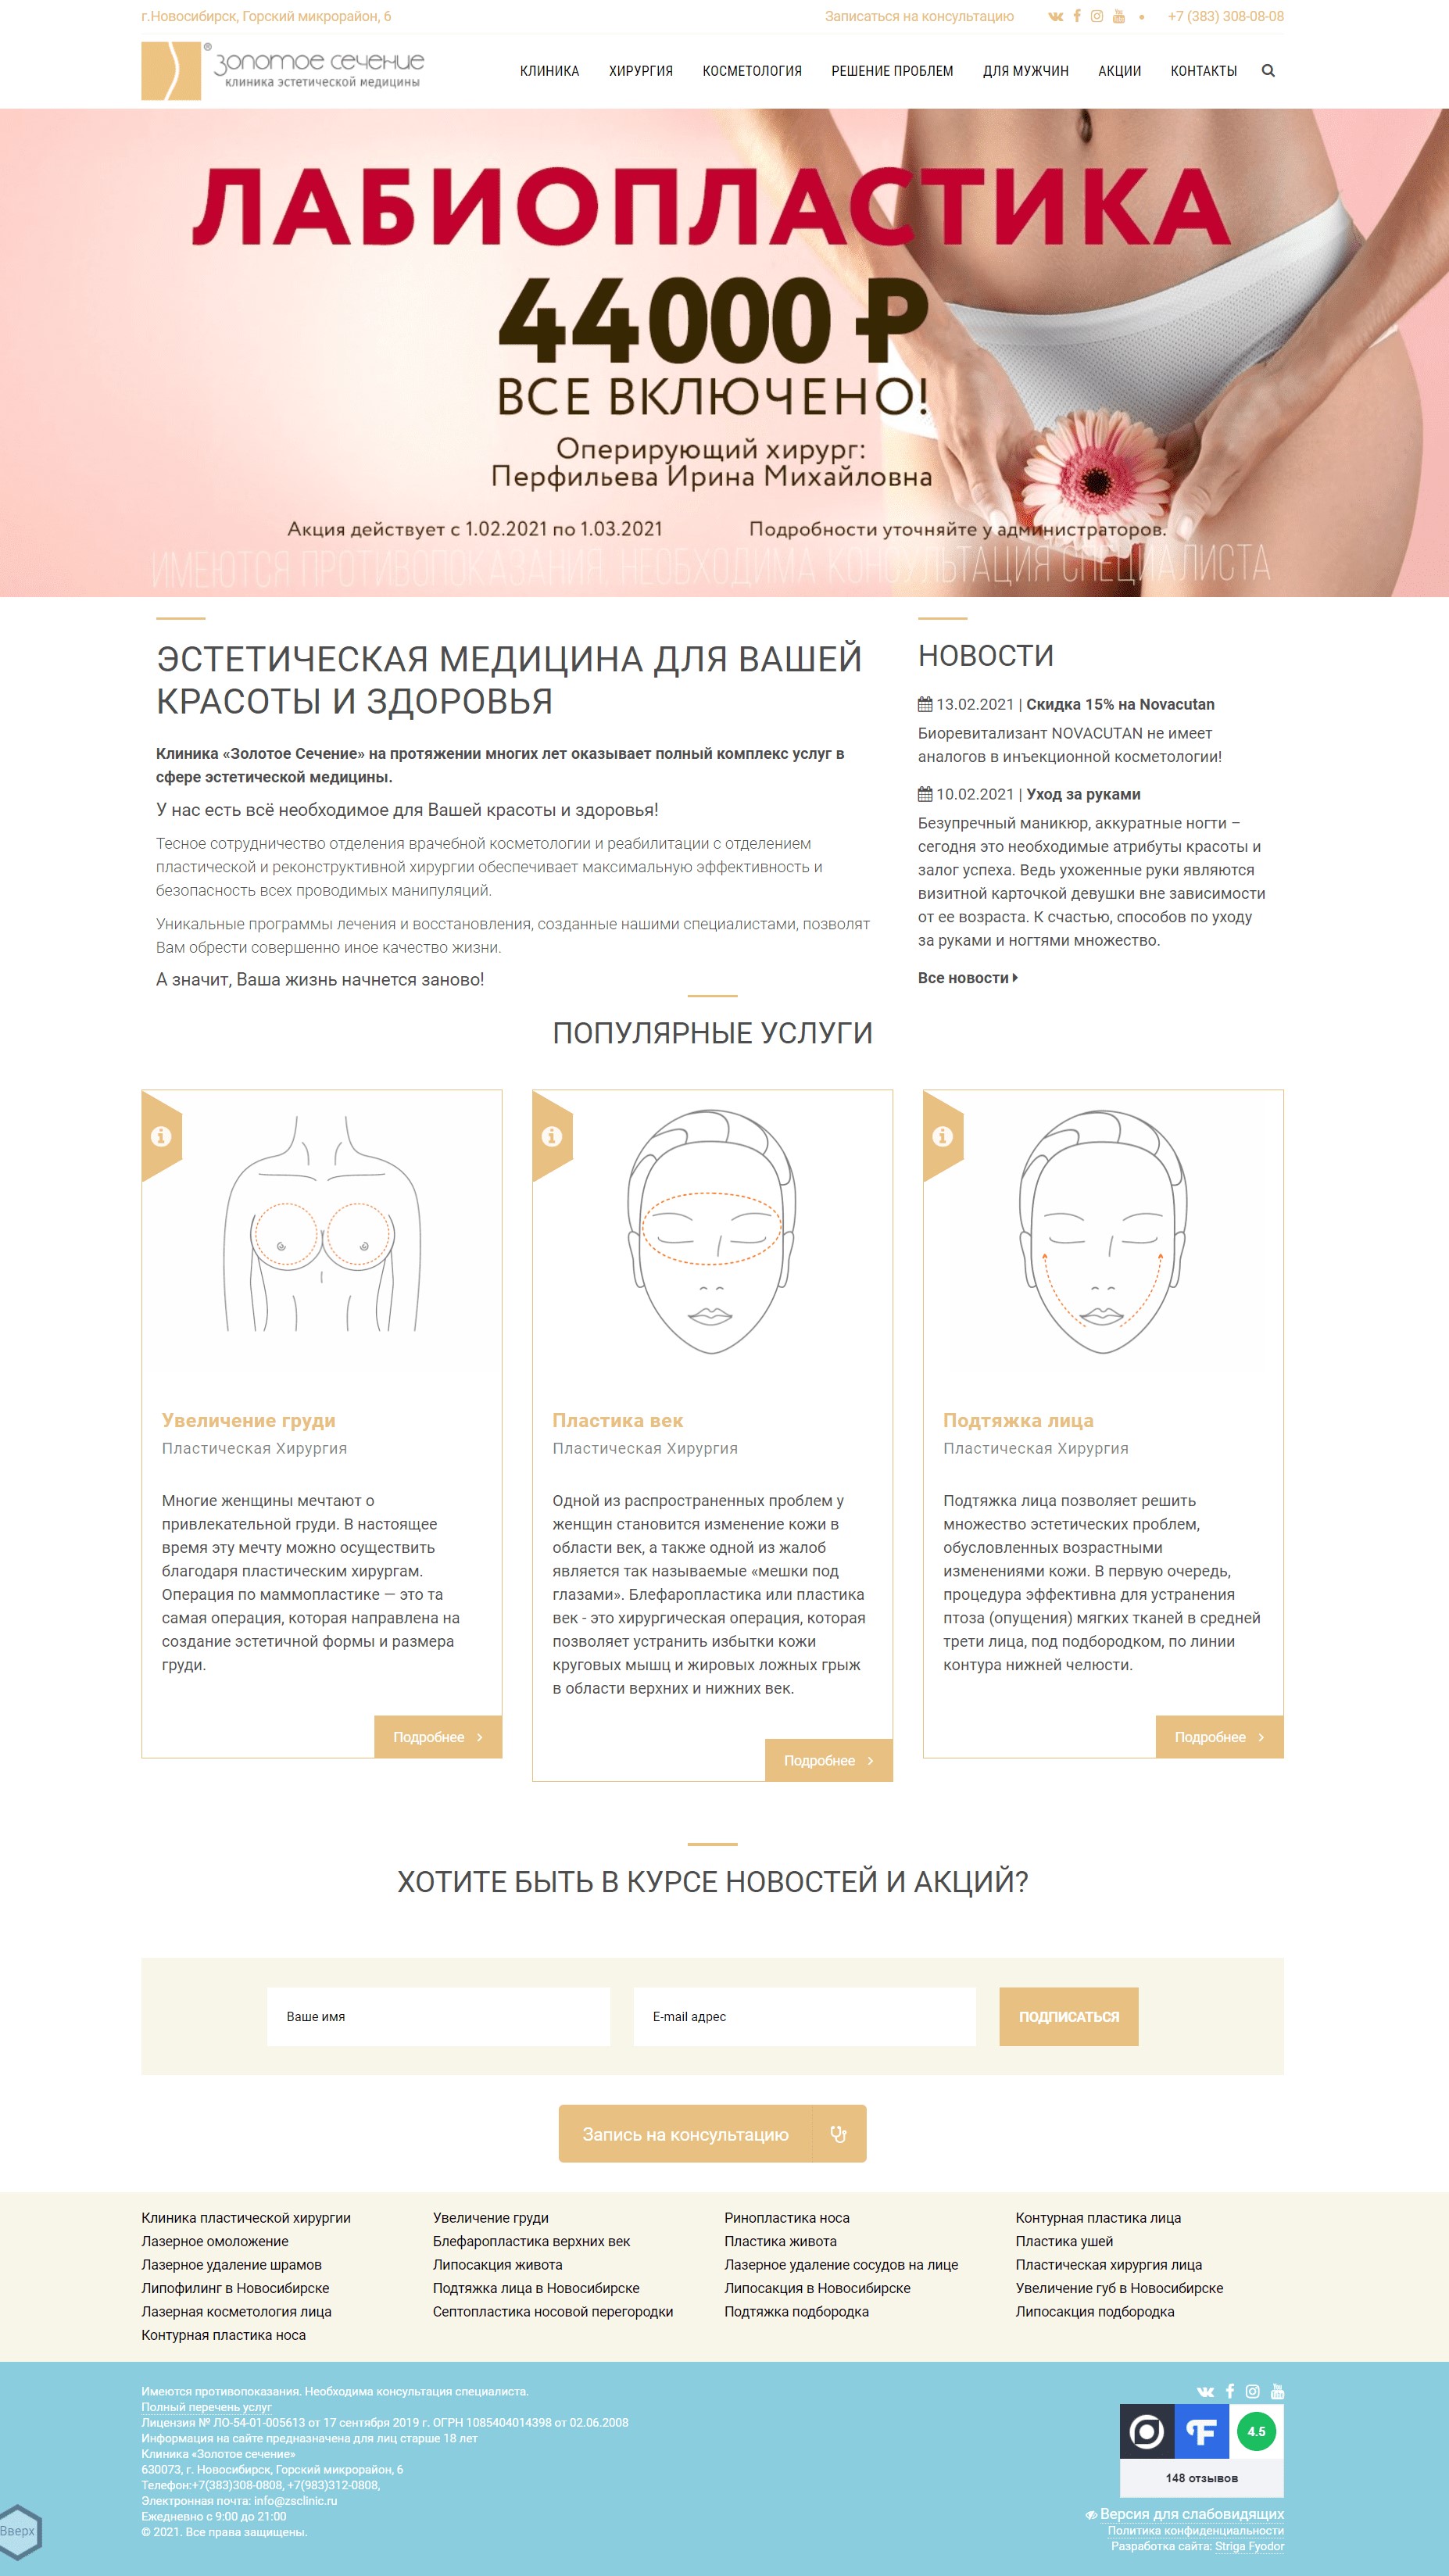 г.Новосибирск, Горский микрорайон, 6
Записаться на консультацию
+7 (383) 308-08-08
золотое сечение®
клиника эстетической медицины
КЛИНИКА ХИРУРГИЯ КОСМЕТОЛОГИЯ РЕШЕНИЕ ПРОБЛЕМ ДЛЯ МУЖЧИН АКЦИИ КОНТАКТЫ
ЛАБИОПЛАСТИКА
44000 ₽
ВСЕ ВКЛЮЧЕНО!
Оперирующий хирург:
Перфильева Ирина Михайловна
Акция действует с 1.02.2021 по 1.03.2021 Подробности уточняйте у администраторов.
ИМЕЮТСЯ ПРОТИВОПОКАЗАНИЯ. НЕОБХОДИМА КОНСУЛЬТАЦИЯ СПЕЦИАЛИСТА
ЭСТЕТИЧЕСКАЯ МЕДИЦИНА ДЛЯ ВАШЕЙ
КРАСОТЫ И ЗДОРОВЬЯ
Клиника «Золотое Сечение» на протяжении многих лет оказывает полный комплекс услуг в
сфере эстетической медицины.
У нас есть всё необходимое для Вашей красоты и здоровья!
Тесное сотрудничество отделения врачебной косметологии и реабилитации с отделением
пластической и реконструктивной хирургии обеспечивает максимальную эффективность и
безопасность всех проводимых манипуляций.
Уникальные программы лечения и восстановления, созданные нашими специалистами, позволят
Вам обрести совершенно иное качество жизни.
А значит, Ваша жизнь начнется заново!
НОВОСТИ
13.02.2021 | Скидка 15% на Novacutan
Биоревитализант NOVACUTAN не имеет
аналогов в инъекционной косметологии!
10.02.2021 | Уход за руками
Безупречный маникюр, аккуратные ногти –
сегодня это необходимые атрибуты красоты и
залог успеха. Ведь ухоженные руки являются
визитной карточкой девушки вне зависимости
от ее возраста. К счастью, способов по уходу
за руками и ногтями множество.
Все новости
ПОПУЛЯРНЫЕ УСЛУГИ
Увеличение груди
Пластическая Хирургия
Многие женщины мечтают о
привлекательной груди. В настоящее
время эту мечту можно осуществить
благодаря пластическим хирургам.
Операция по маммопластике — это та
самая операция, которая направлена на
создание эстетичной формы и размера
груди.
Подробнее
Пластика век
Пластическая Хирургия
Одной из распространенных проблем у
женщин становится изменение кожи в
области век, а также одной из жалоб
является так называемые «мешки под
глазами». Блефаропластика или пластика
век - это хирургическая операция, которая
позволяет устранить избытки кожи
круговых мышц и жировых ложных грыж
в области верхних и нижних век.
Подробнее
Подтяжка лица
Пластическая Хирургия
Подтяжка лица позволяет решить
множество эстетических проблем,
обусловленных возрастными
изменениями кожи. В первую очередь,
процедура эффективна для устранения
птоза (опущения) мягких тканей в средней
трети лица, под подбородком, по линии
контура нижней челюсти.
Подробнее
ХОТИТЕ БЫТЬ В КУРСЕ НОВОСТЕЙ И АКЦИЙ?
Ваше имя
E-mail адрес
ПОДПИСАТЬСЯ
Запись на консультацию
Клиника пластической хирургии
Лазерное омоложение
Лазерное удаление шрамов
Липофилинг в Новосибирске
Лазерная косметология лица
Контурная пластика носа
Увеличение груди
Блефаропластика верхних век
Липосакция живота
Подтяжка лица в Новосибирске
Септопластика носовой перегородки
Ринопластика носа
Пластика живота
Лазерное удаление сосудов на лице
Липосакция в Новосибирске
Подтяжка подбородка
Контурная пластика лица
Пластика ушей
Пластическая хирургия лица
Увеличение губ в Новосибирске
Липосакция подбородка
Имеются противопоказания. Необходима консультация специалиста.
Полный перечень услуг
Лицензия № ЛО-54-01-005613 от 17 сентября 2019 г. ОГРН 1085404014398 от 02.06.2008
Информация на сайте предназначена для лиц старше 18 лет
Клиника «Золотое сечение»
630073, г. Новосибирск, Горский микрорайон, 6
Телефон:+7(383)308-0808, +7(983)312-0808,
Электронная почта: info@zsclinic.ru
Ежедневно с 9:00 до 21:00
© 2021. Все права защищены.
4.5
148 отзывов
Версия для слабовидящих
Политика конфиденциальности
Разработка сайта: Striga Fyodor
Вверх